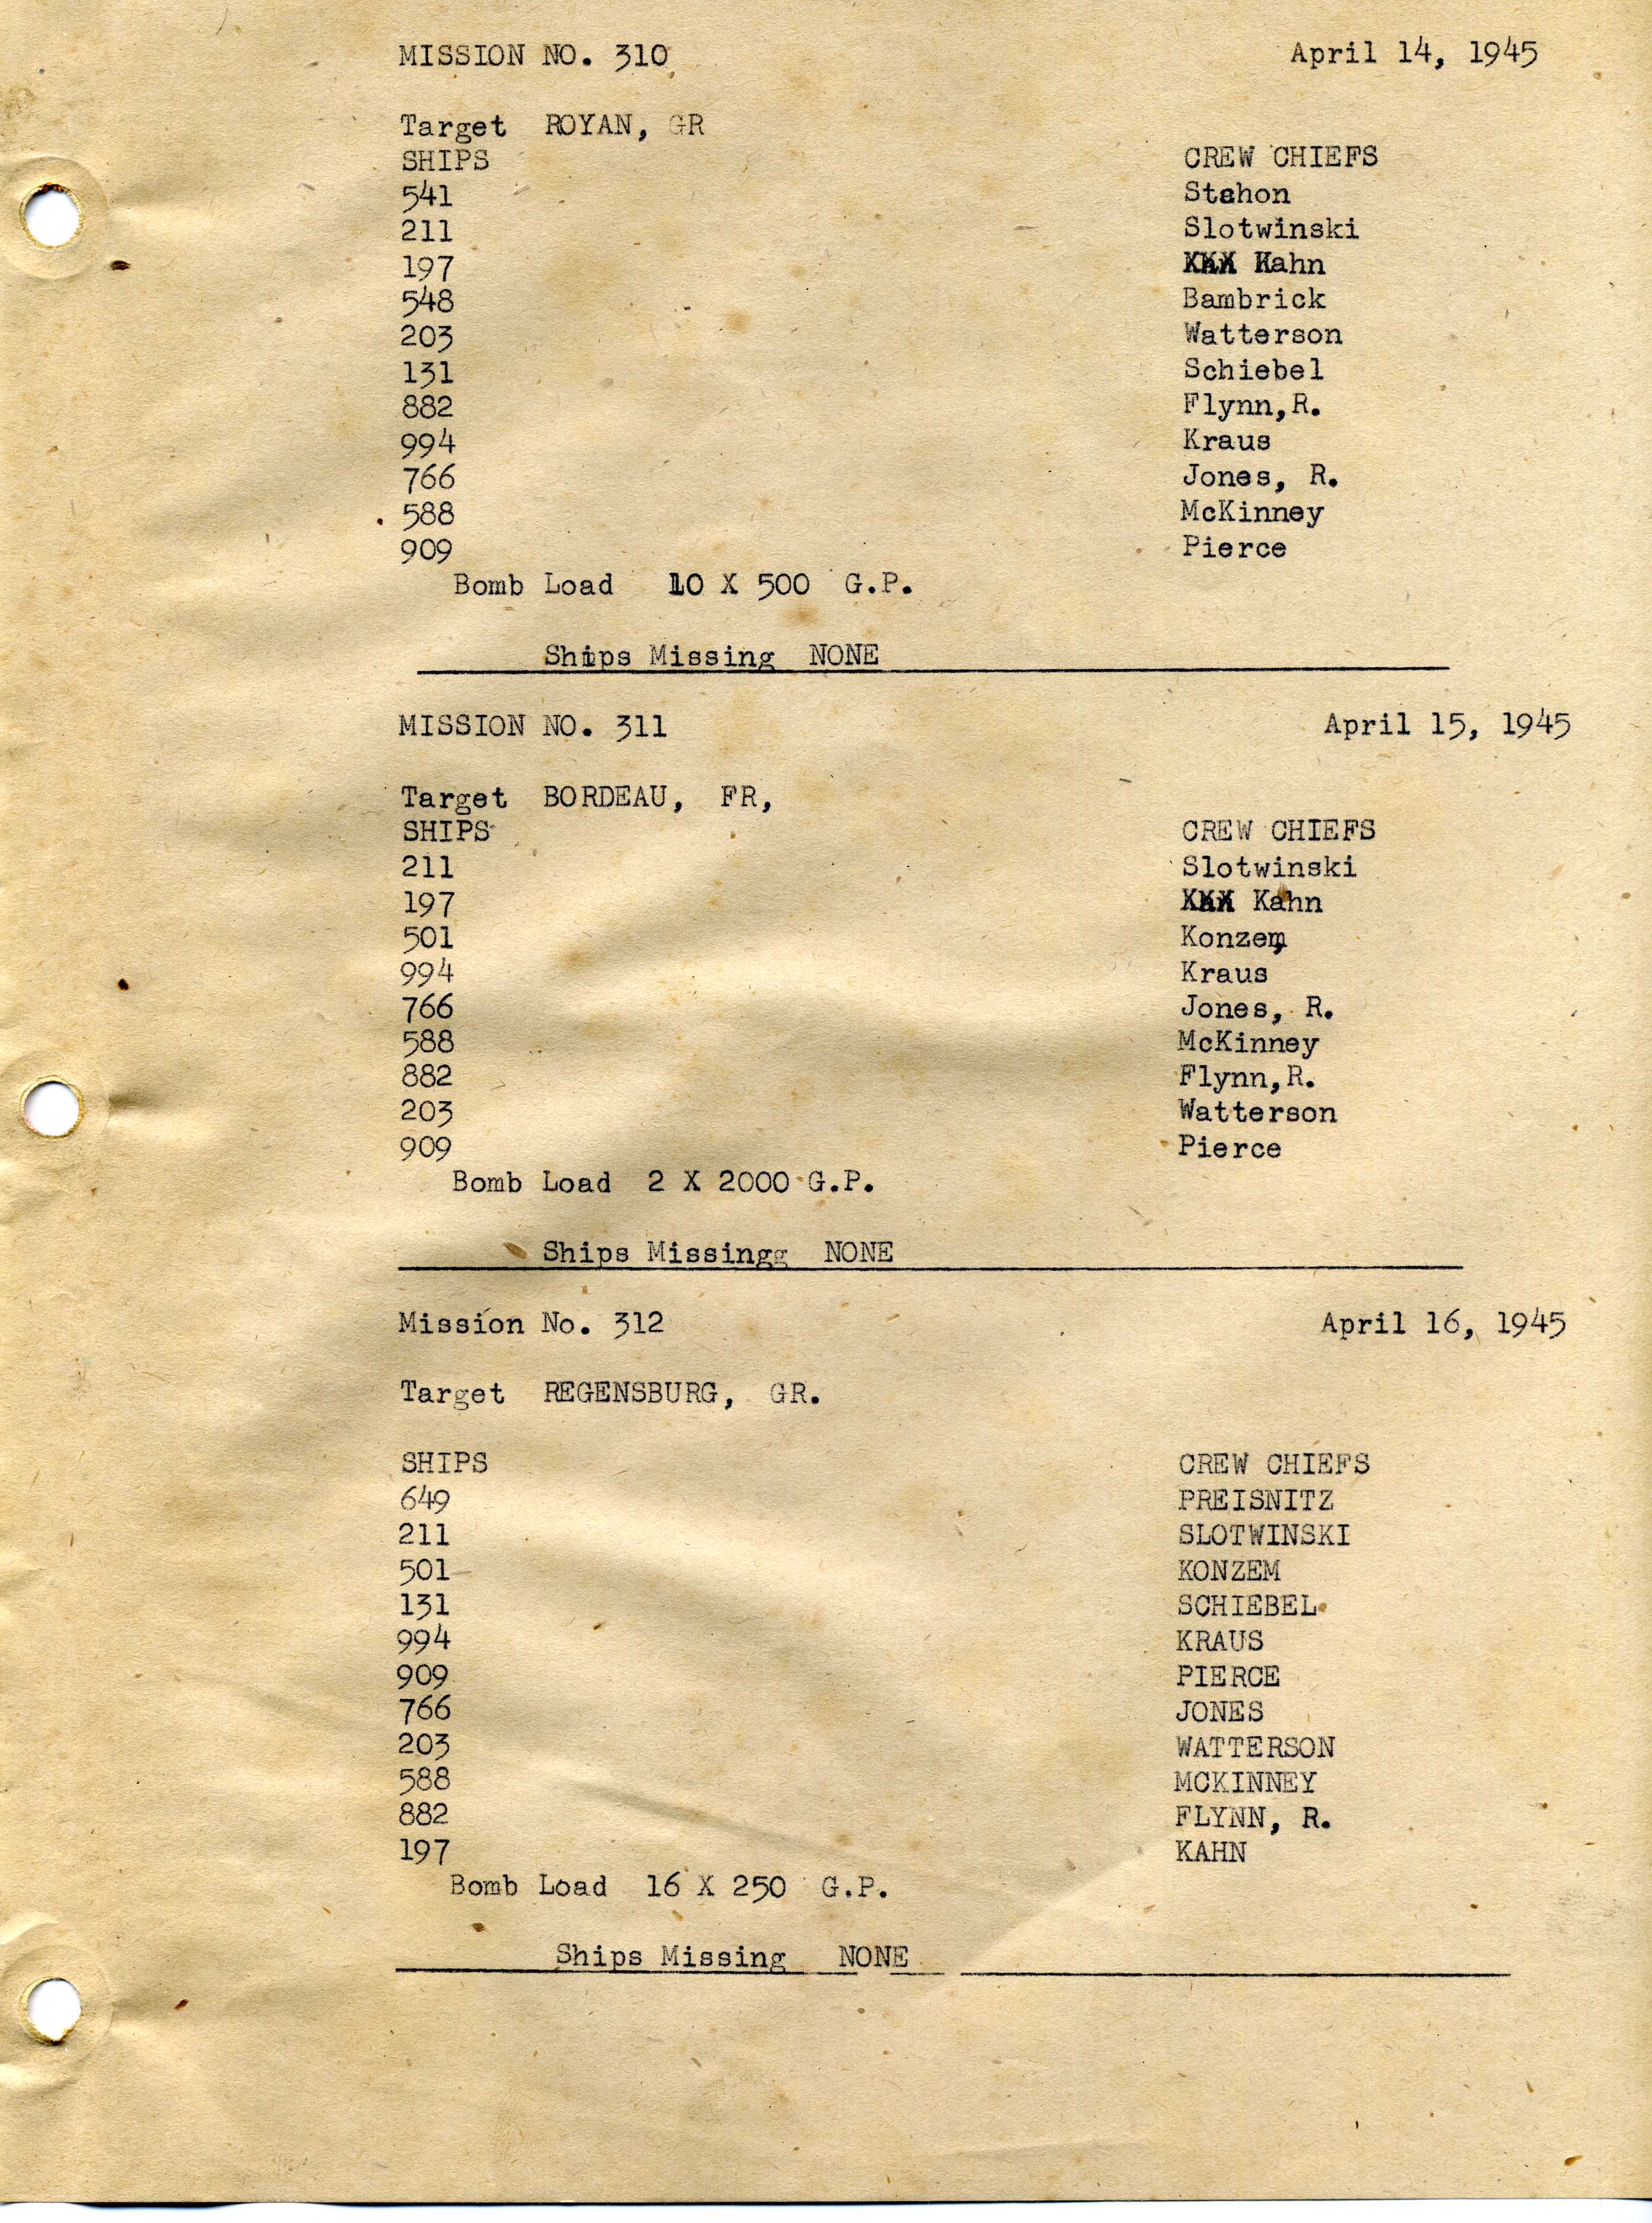 MISSION NO. 310 April 14, 1945
Target ROYAN, GR
SHIPS CREW CHIEFS
541 Stahon
211 Slotwinski
197 XXX Kahn
548 Bambrick
203 Watterson
131 Schiebel
882 Flynn,R.
994 Kraus
766 Jones, R.
588 McKinney
909 Pierce
Bomb Load 10 X 500 G.P.
Ships Missing NONE
MISSION NO. 311 April 15, 1945
Target BORDEAU, FR,
SHIPS CREW CHIEFS
211 Slotwinski
197 XXX Kahn
501 Konzem
994 Kraus
766 Jones, R.
588 McKinney
882 Flynn,R.
203 Watterson
909 Pierce
Bomb Load 2 X 2000 G.P.
Ships Missingg NONE
Mission No. 312 April 16, 1945
Target REGENSBURG, GR.
SHIPS CREW CHIEFS
649 PREISNITZ
211 SLOTWINSKI
501 KONZEM
131 SCHIEBEL
994 KRAUS
909 PIERCE
766 JONES
203 WATTERSON
588 MCKINNEY
882 FLYNN, R.
197 KAHN
Bomb Load 16 X 250 G.P.
Ships Missing NONE